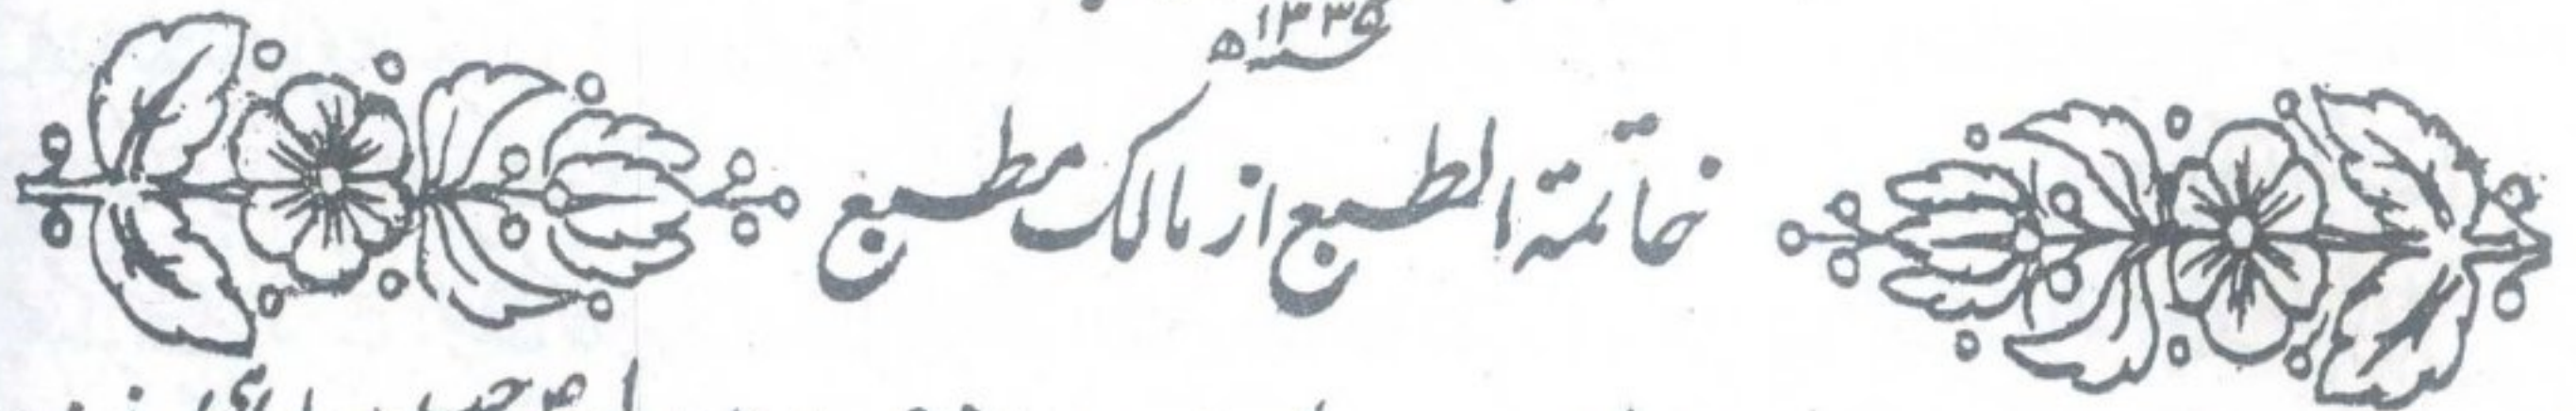 ۱۳۳۵ھ
خاتمۃ الطبع از مالک مطبع